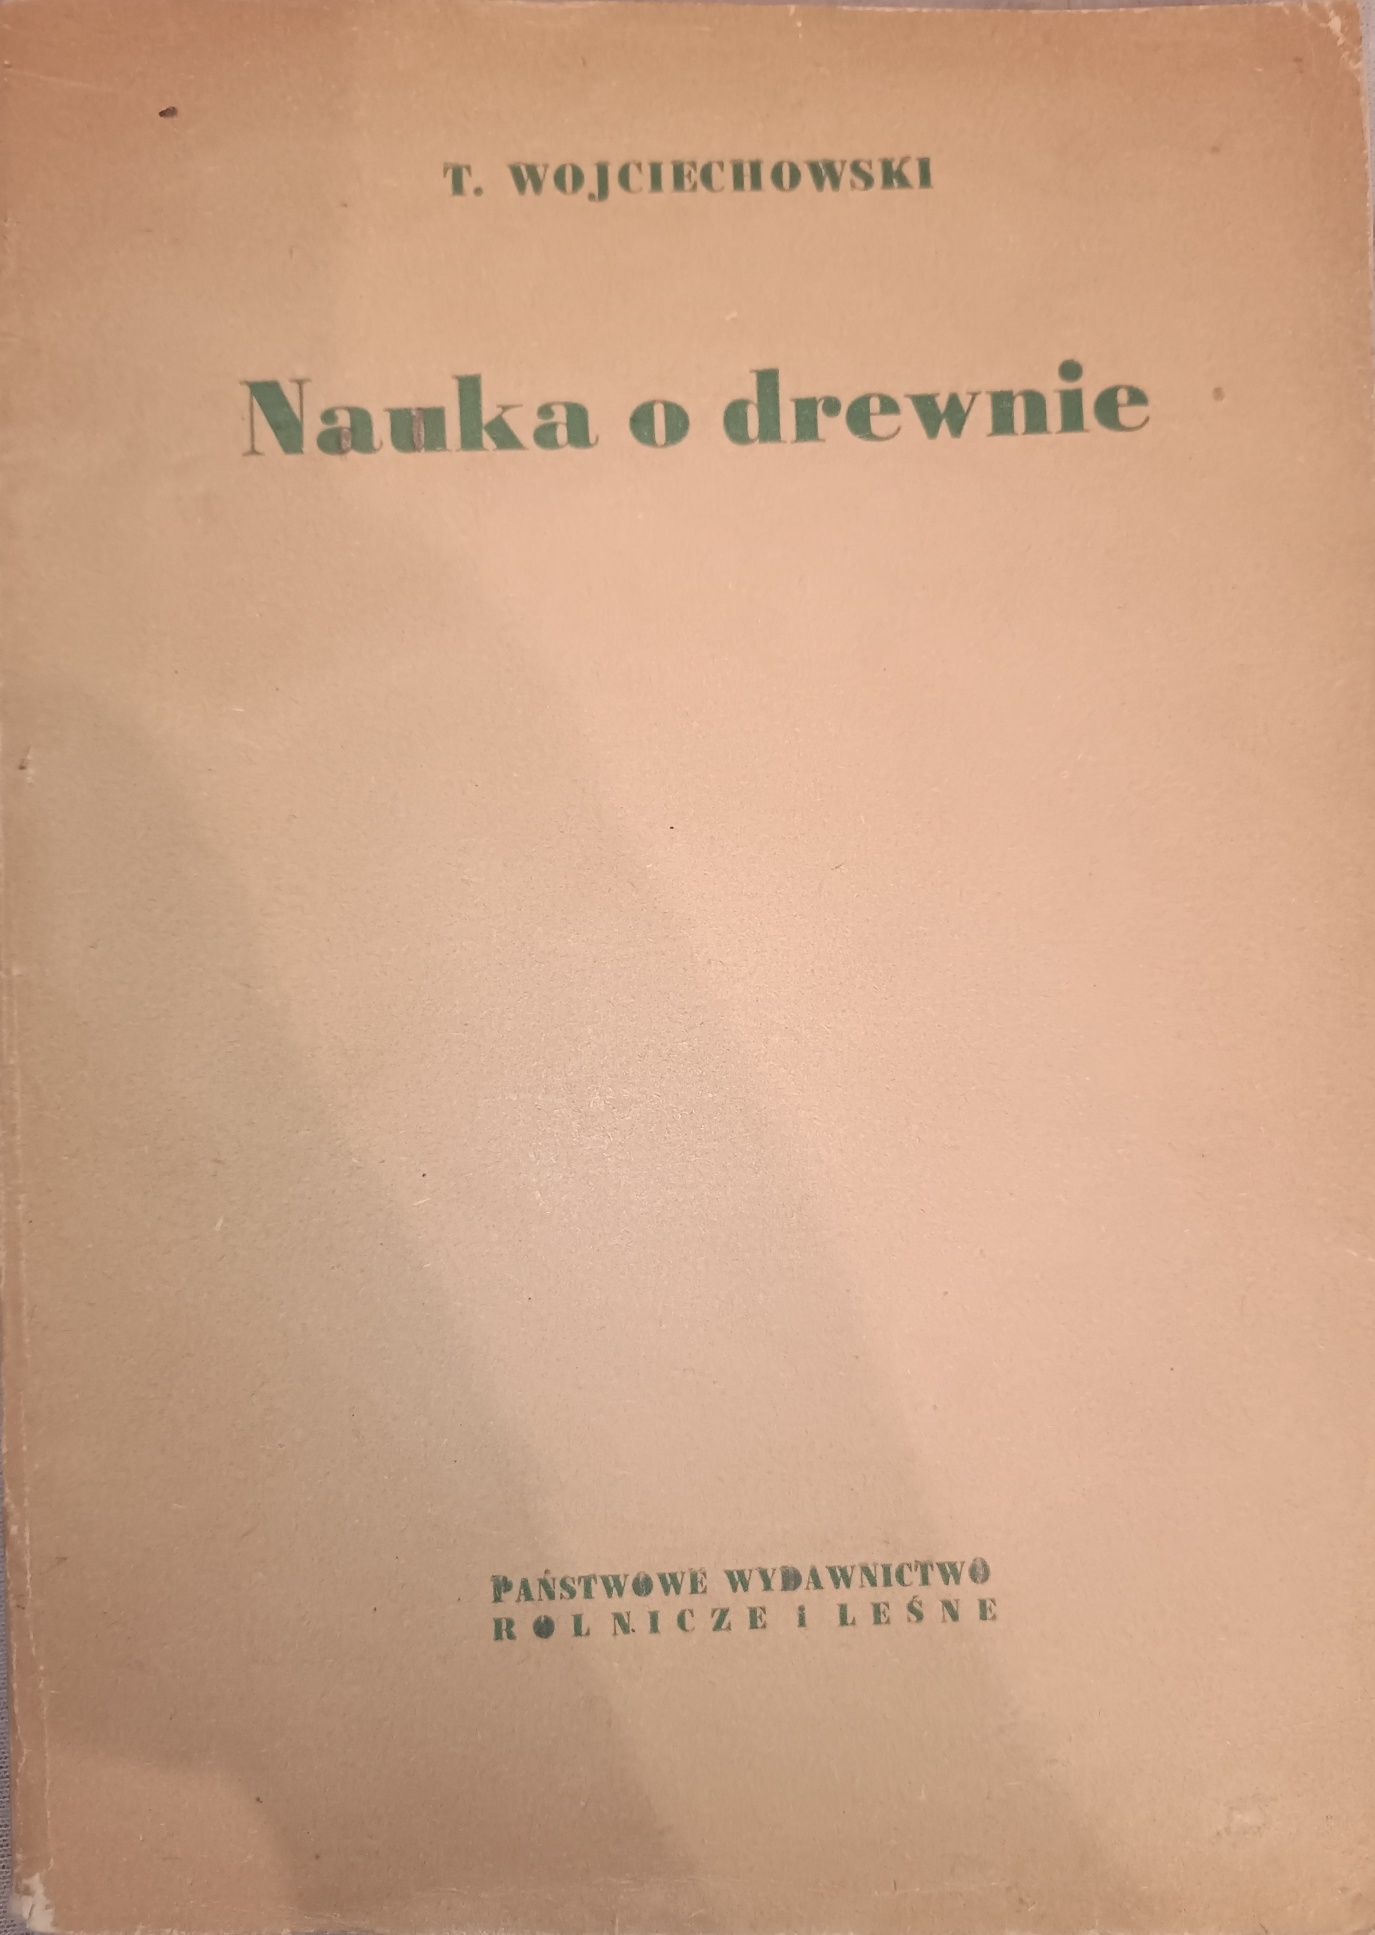 T. WOJCIECHOWSKI
Nauka o drewnie
PAŃSTWOWE WYDAWNICTWO
ROLNICZE i LEŚNE